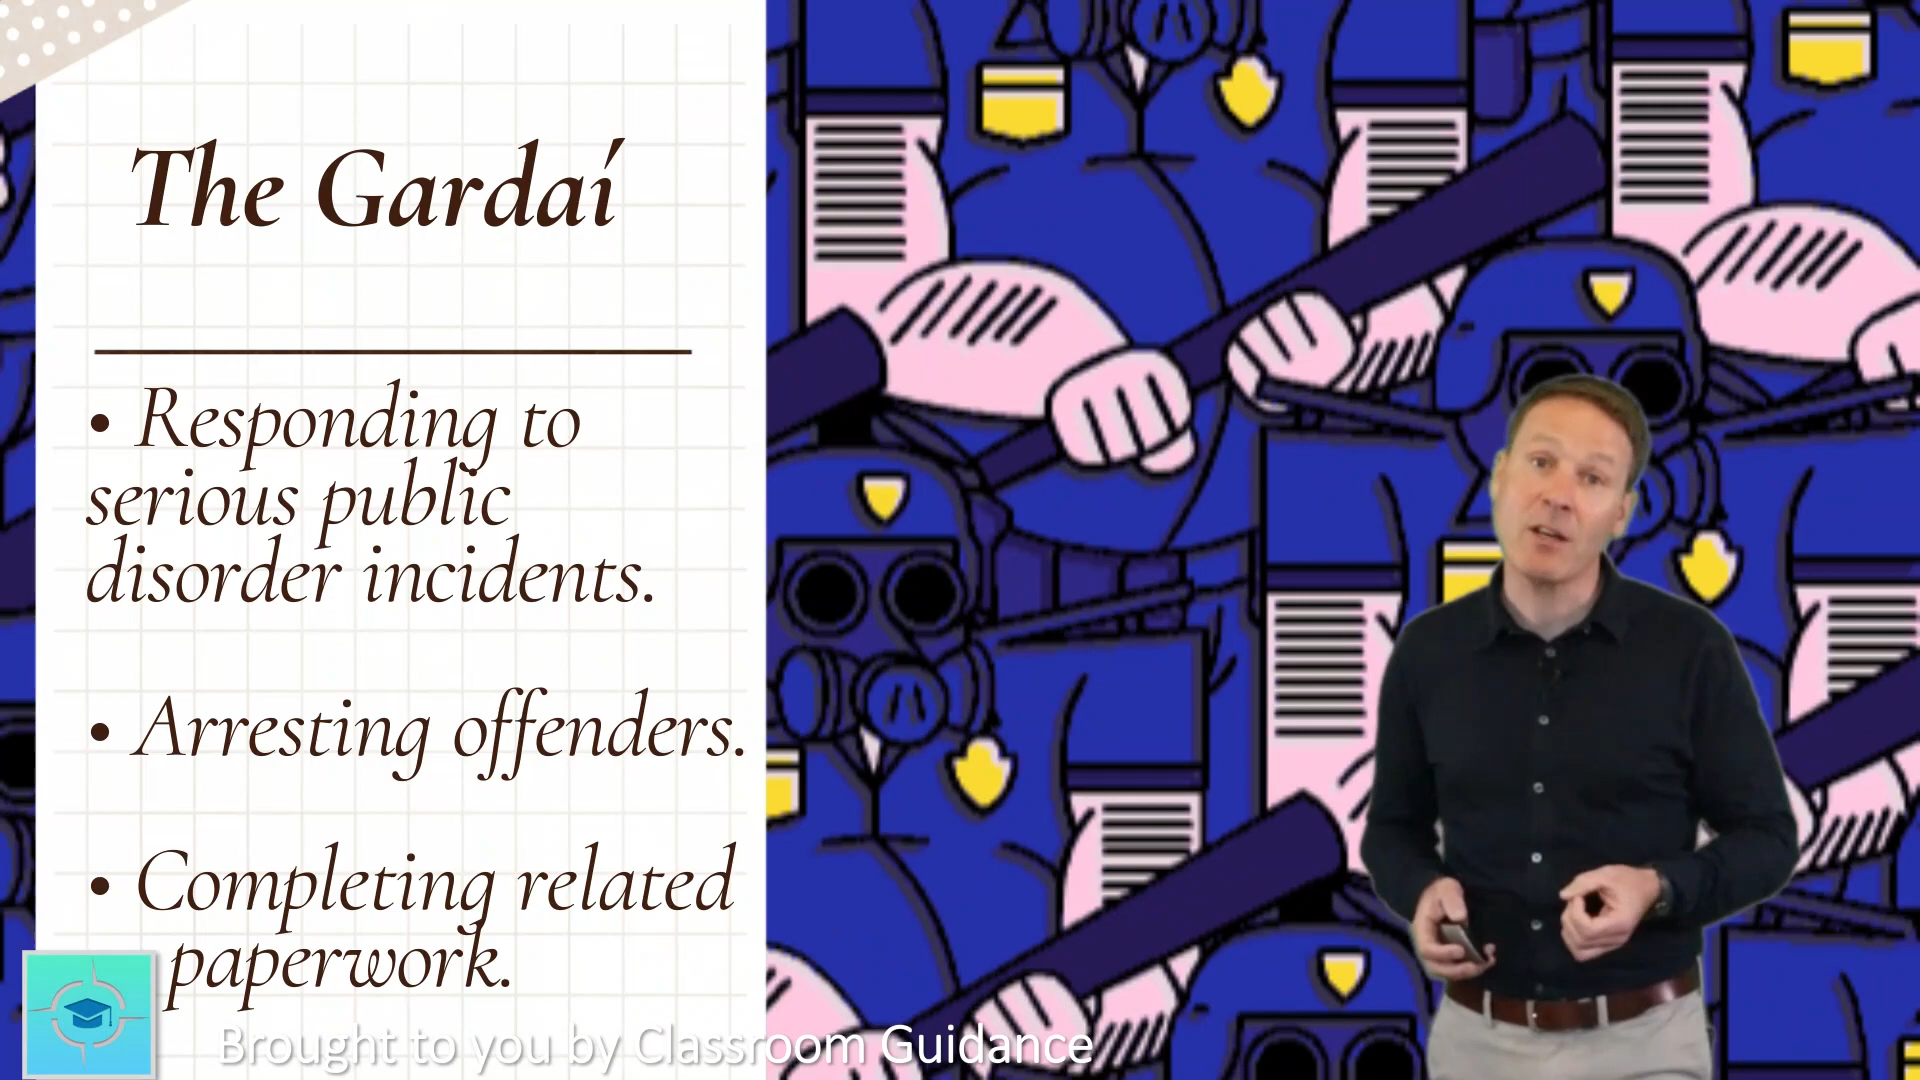 The Gardaí
• Responding to
serious public
disorder incidents.
• Arresting offenders.
• Completing related
paperwork.
Brought to you by Classroom Guidance